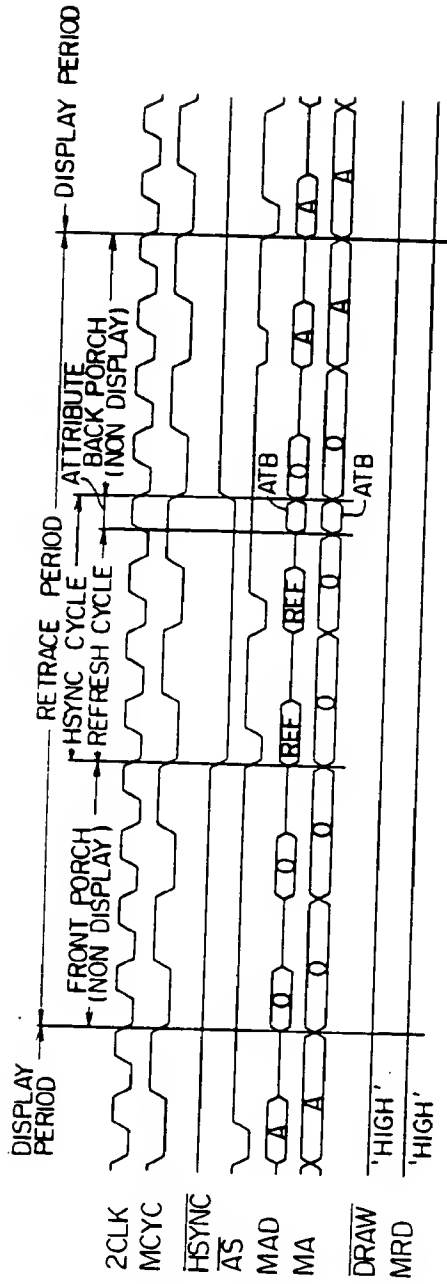 DISPLAY PERIOD
RETRACE PERIOD
DISPLAY PERIOD
FRONT PORCH (NON DISPLAY)
HSYNC CYCLE
REFRESH CYCLE
ATTRIBUTE
BACK PORCH (NON DISPLAY)
2CLK
MCYC
HSYNC
AS
MAD A O O REF REF ATB O A A
MA A O O O O ATB O A A
DRAW 'HIGH'
MRD 'HIGH'